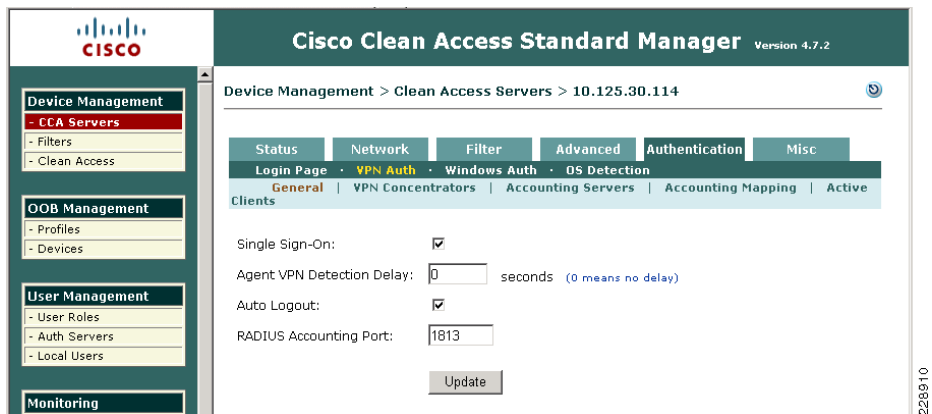 CISCO
Cisco Clean Access Standard Manager Version 4.7.2
Device Management
- CCA Servers
- Filters
- Clean Access
OOB Management
- Profiles
- Devices
User Management
- User Roles
- Auth Servers
- Local Users
Monitoring
Device Management > Clean Access Servers > 10.125.30.114
Status Network Filter Advanced Authentication Misc
Login Page · VPN Auth · Windows Auth · OS Detection
General | VPN Concentrators | Accounting Servers | Accounting Mapping | Active
Clients
Single Sign-On:
Agent VPN Detection Delay: 0 seconds (0 means no delay)
Auto Logout:
RADIUS Accounting Port: 1813
Update
228910